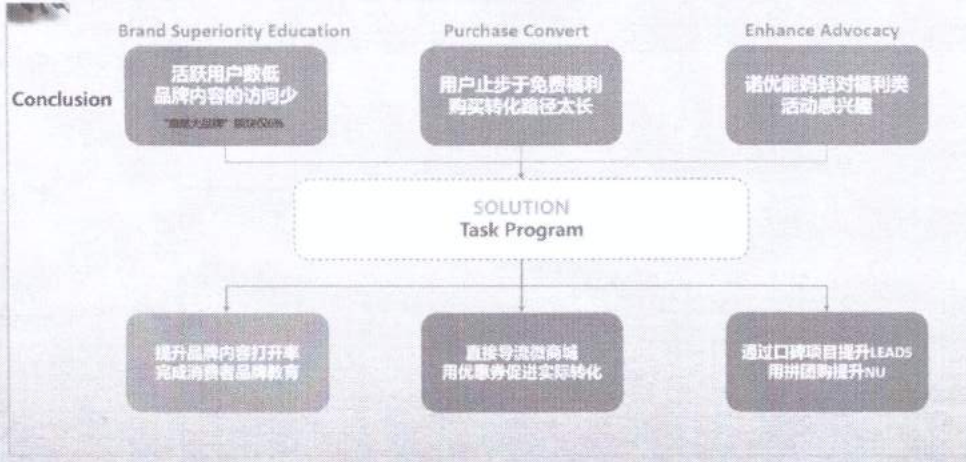 Brand Superiority Education
Purchase Convert
Enhance Advocacy
Conclusion
活跃用户数低
品牌内容的访问少
用户止步于免费福利
购买转化路径太长
诺优能妈妈对福利类
活动感兴趣
SOLUTION
Task Program
提升品牌内容打开率
完成消费者品牌教育
直接导流微商城
用优惠券促进实际转化
通过口碑项目提升LEADS
用拼团购提升NU